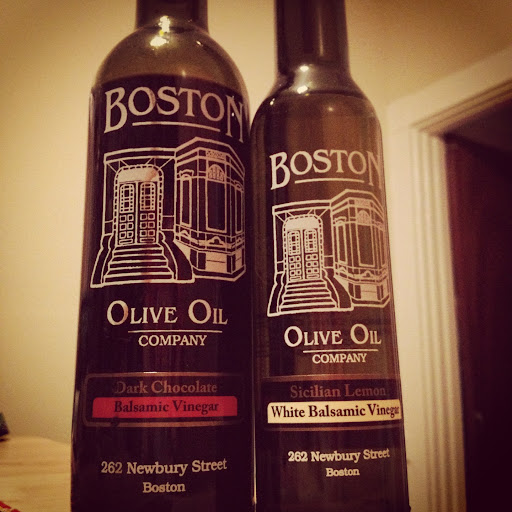 BOSTON
OLIVE OIL
COMPANY
Dark Chocolate
Balsamic Vinegar
262 Newbury Street
Boston
BOSTON
OLIVE OIL
COMPANY
Sicilian Lemon
White Balsamic Vinegar
262 Newbury Street
Boston